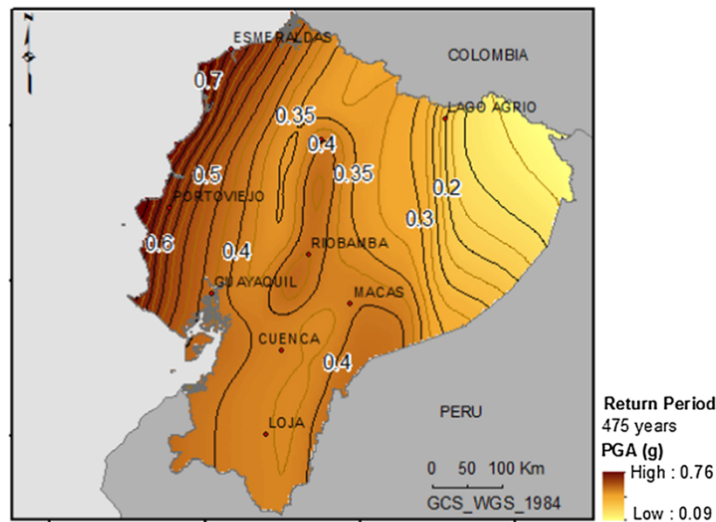 N
ESMERALDAS
COLOMBIA
0.7
LAGO AGRIO
0.35
0.4
0.35
0.5
0.2
PORTOVIEJO
0.3
0.6
0.4
RIOBAMBA
GUAYAQUIL
MACAS
CUENCA
0.4
LOJA
PERU
Return Period
475 years
PGA (g)
High : 0.76
Low : 0.09
0 50 100 Km
GCS_WGS_1984